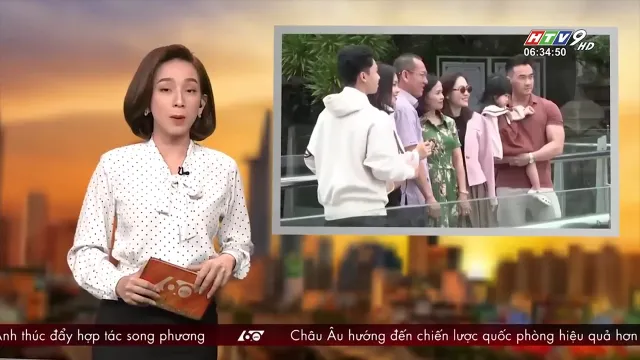 HTV9 HD
06:34:50
Anh thúc đẩy hợp tác song phương
60
Châu Âu hướng đến chiến lược quốc phòng hiệu quả hơn